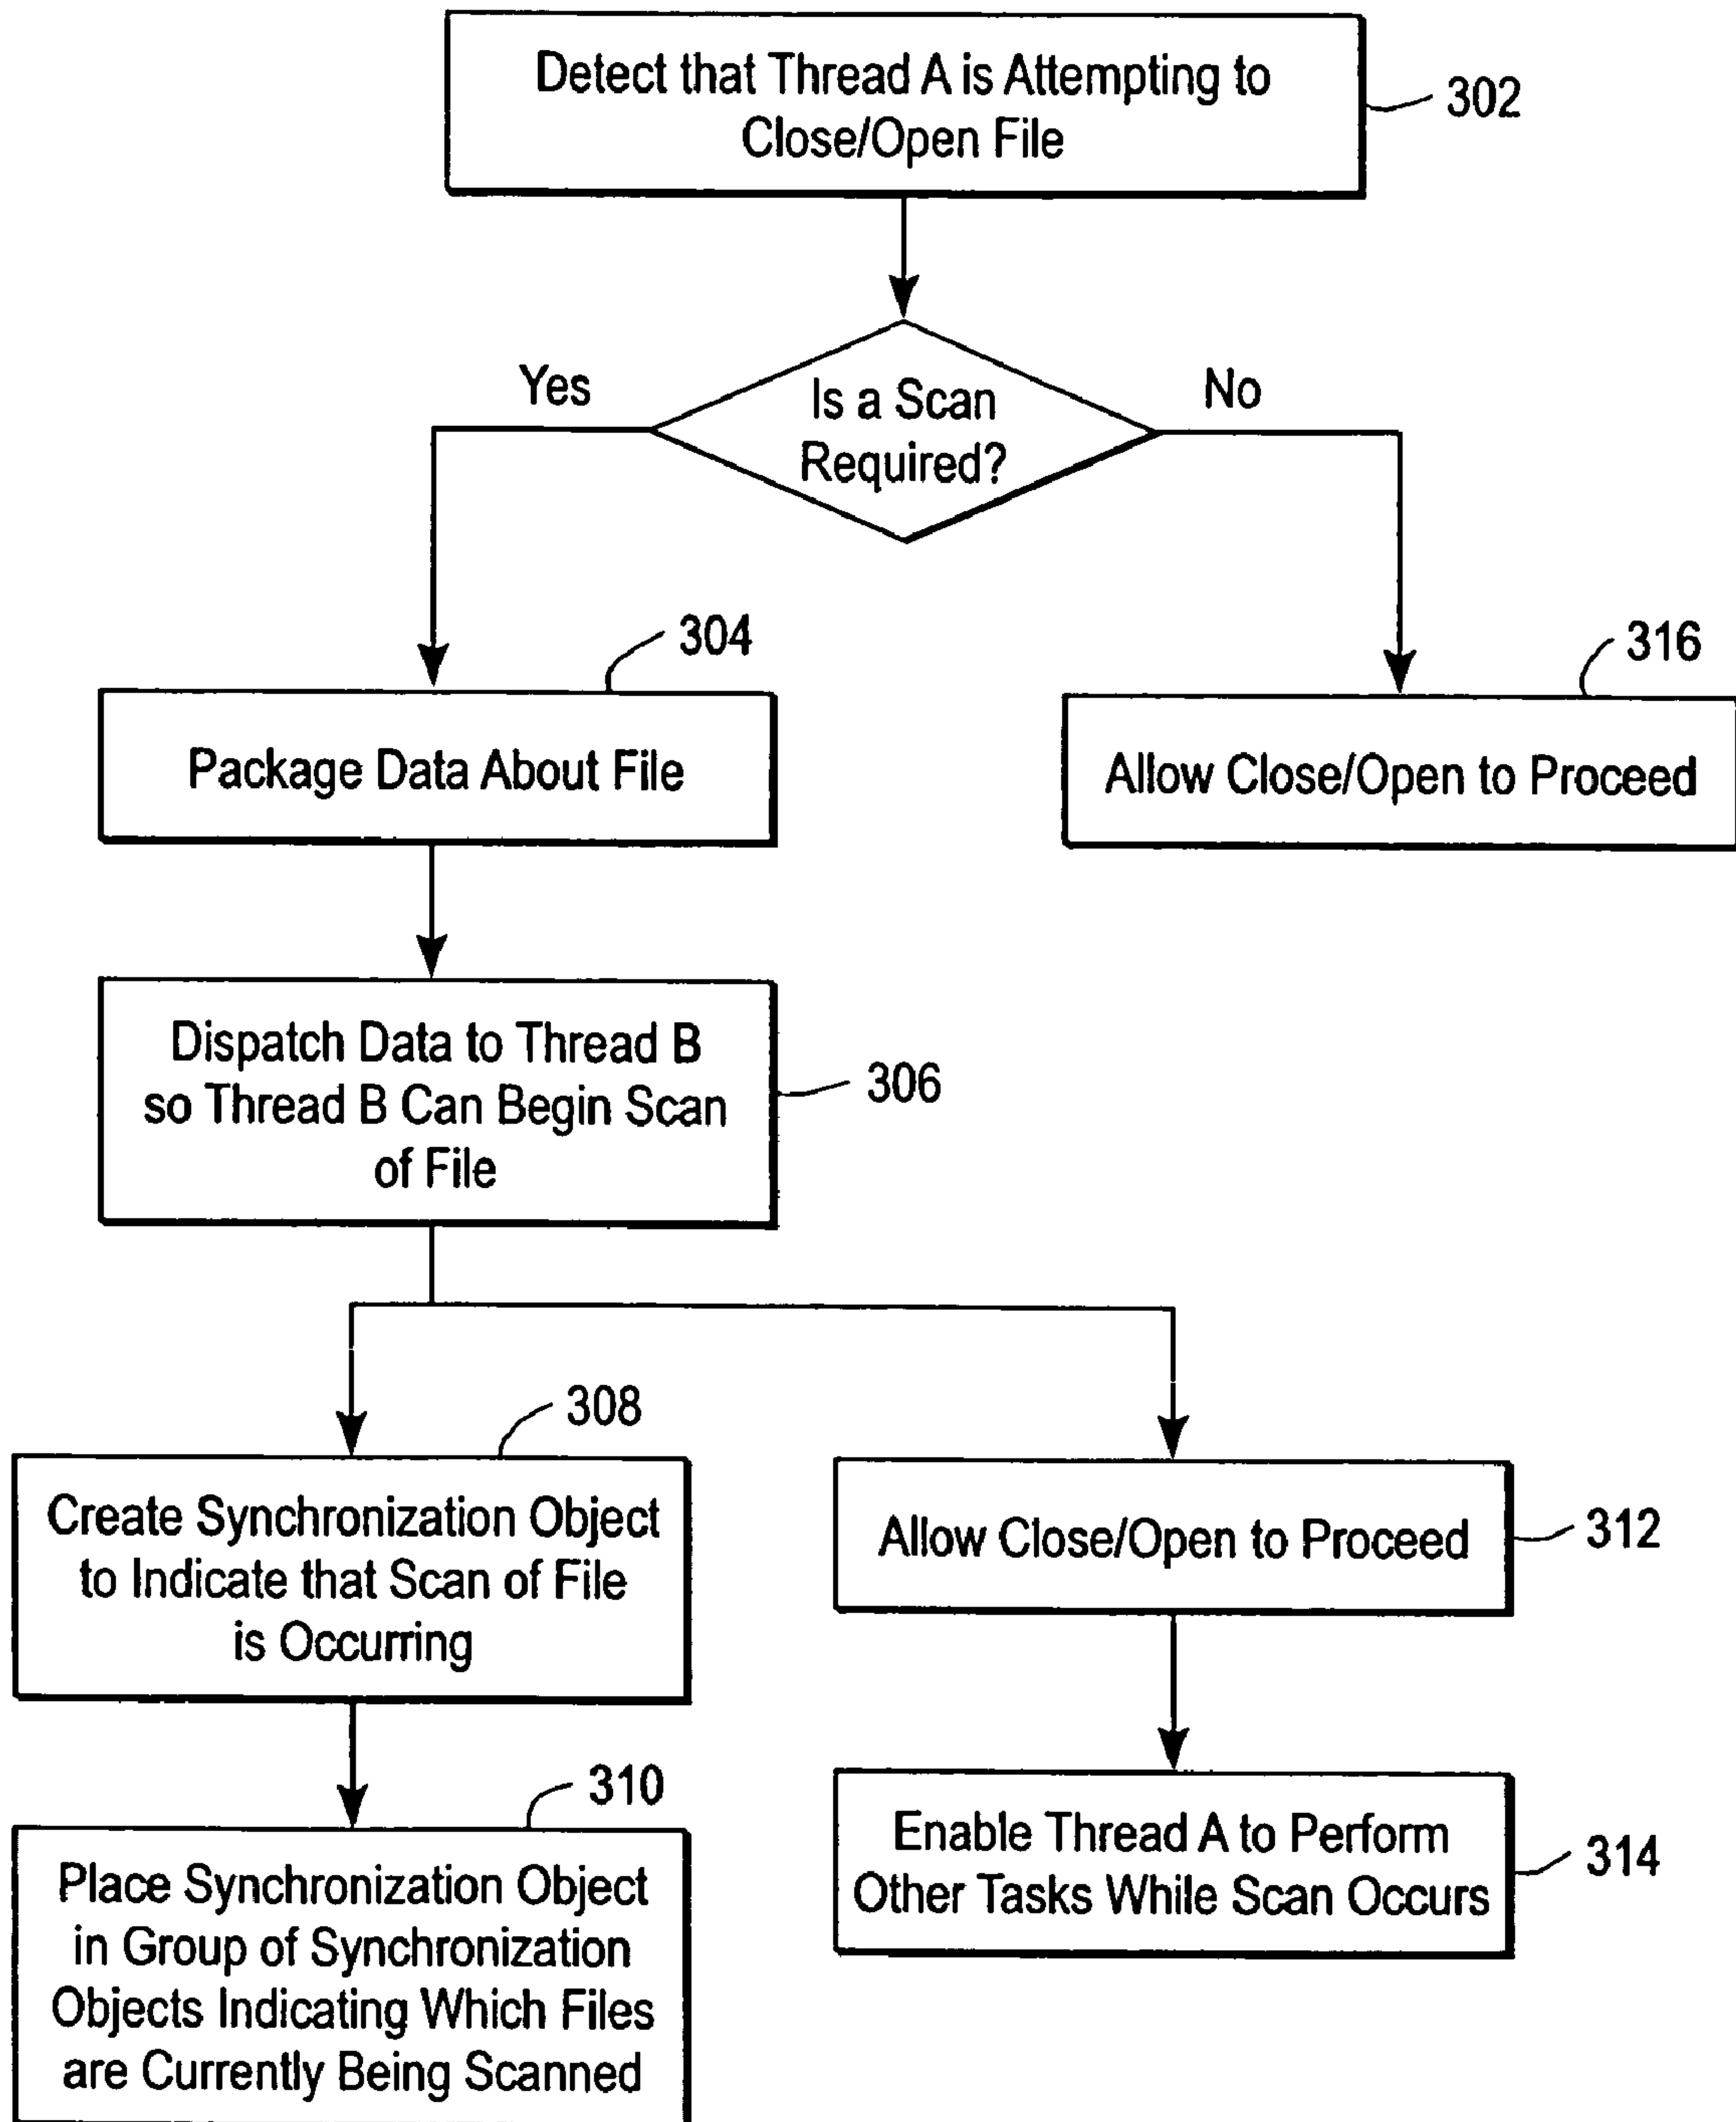 Detect that Thread A is Attempting to
Close/Open File
302
Yes
Is a Scan
Required?
No
304
316
Package Data About File
Allow Close/Open to Proceed
Dispatch Data to Thread B
so Thread B Can Begin Scan
of File
306
308
Create Synchronization Object
to Indicate that Scan of File
is Occurring
Allow Close/Open to Proceed
312
310
Place Synchronization Object
in Group of Synchronization
Objects Indicating Which Files
are Currently Being Scanned
Enable Thread A to Perform
Other Tasks While Scan Occurs
314